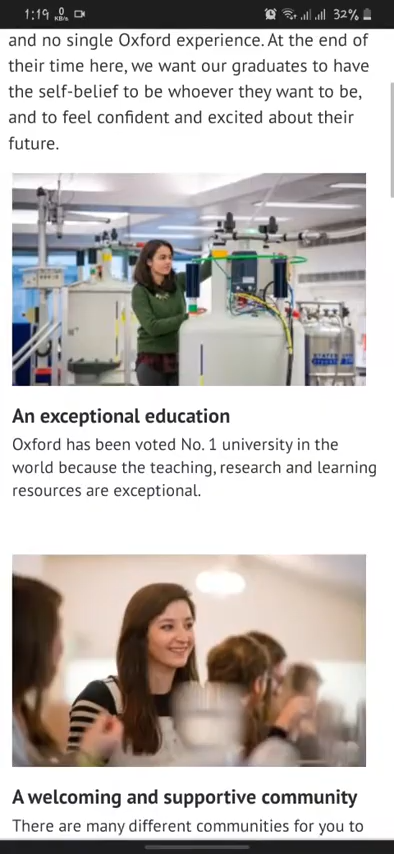 1:19 0 KB/s 32%
and no single Oxford experience. At the end of
their time here, we want our graduates to have
the self-belief to be whoever they want to be,
and to feel confident and excited about their
future.
An exceptional education
Oxford has been voted No. 1 university in the
world because the teaching, research and learning
resources are exceptional.
A welcoming and supportive community
There are many different communities for you to